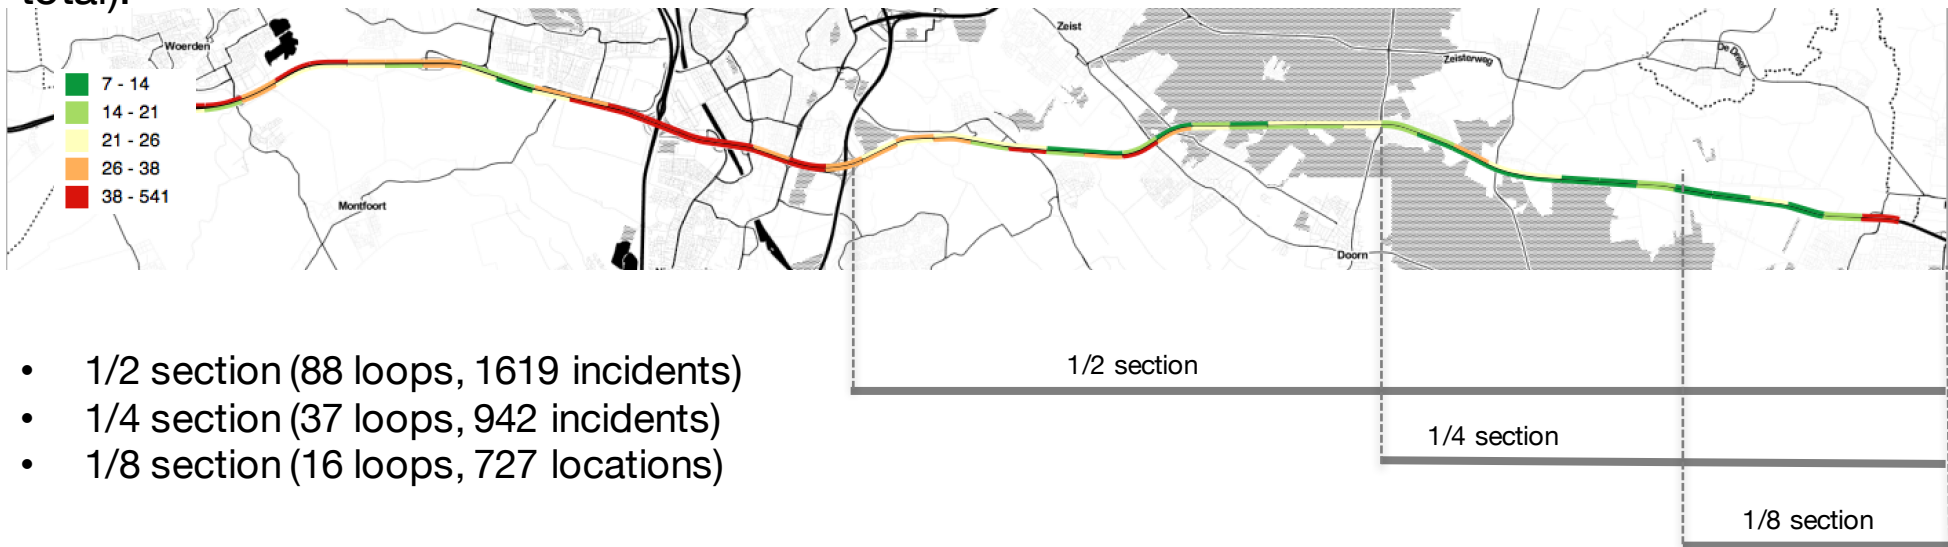 total).
Woerden
Zeist
De Dreef
Zeisterweg
7 - 14
14 - 21
21 - 26
26 - 38
38 - 541
Montfoort
Doorn
• 1/2 section (88 loops, 1619 incidents)
• 1/4 section (37 loops, 942 incidents)
• 1/8 section (16 loops, 727 locations)
1/2 section
1/4 section
1/8 section